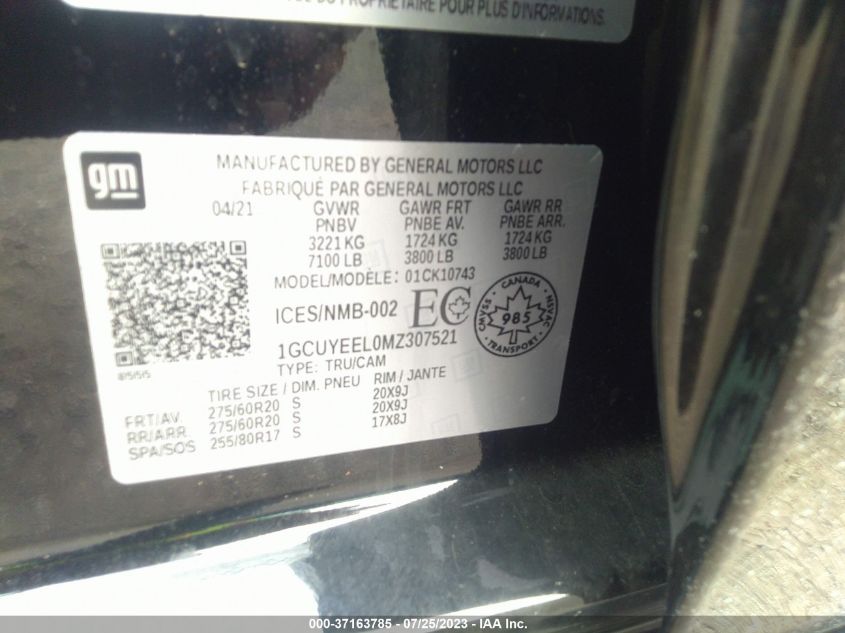 DU PROPRIÉTAIRE POUR PLUS D'INFORMATIONS.
gm
MANUFACTURED BY GENERAL MOTORS LLC
FABRIQUÉ PAR GENERAL MOTORS LLC
04/21 GVWR GAWR FRT GAWR RR
PNBV PNBE AV. PNBE ARR.
3221 KG 1724 KG 1724 KG
7100 LB 3800 LB 3800 LB
MODEL/MODÈLE: 01CK10743
ICES/NMB-002 EC
CANADA
CMVSS 985 NSVAC
TRANSPORT
1GCUYEEL0MZ307521
TYPE: TRU/CAM
TIRE SIZE / DIM. PNEU RIM / JANTE
FRT/AV 275/60R20 S 20X9J
RR/ARR 275/60R20 S 20X9J
SPA/SOS 255/80R17 S 17X8J
000-37163785 - 07/25/2023 - IAA Inc.